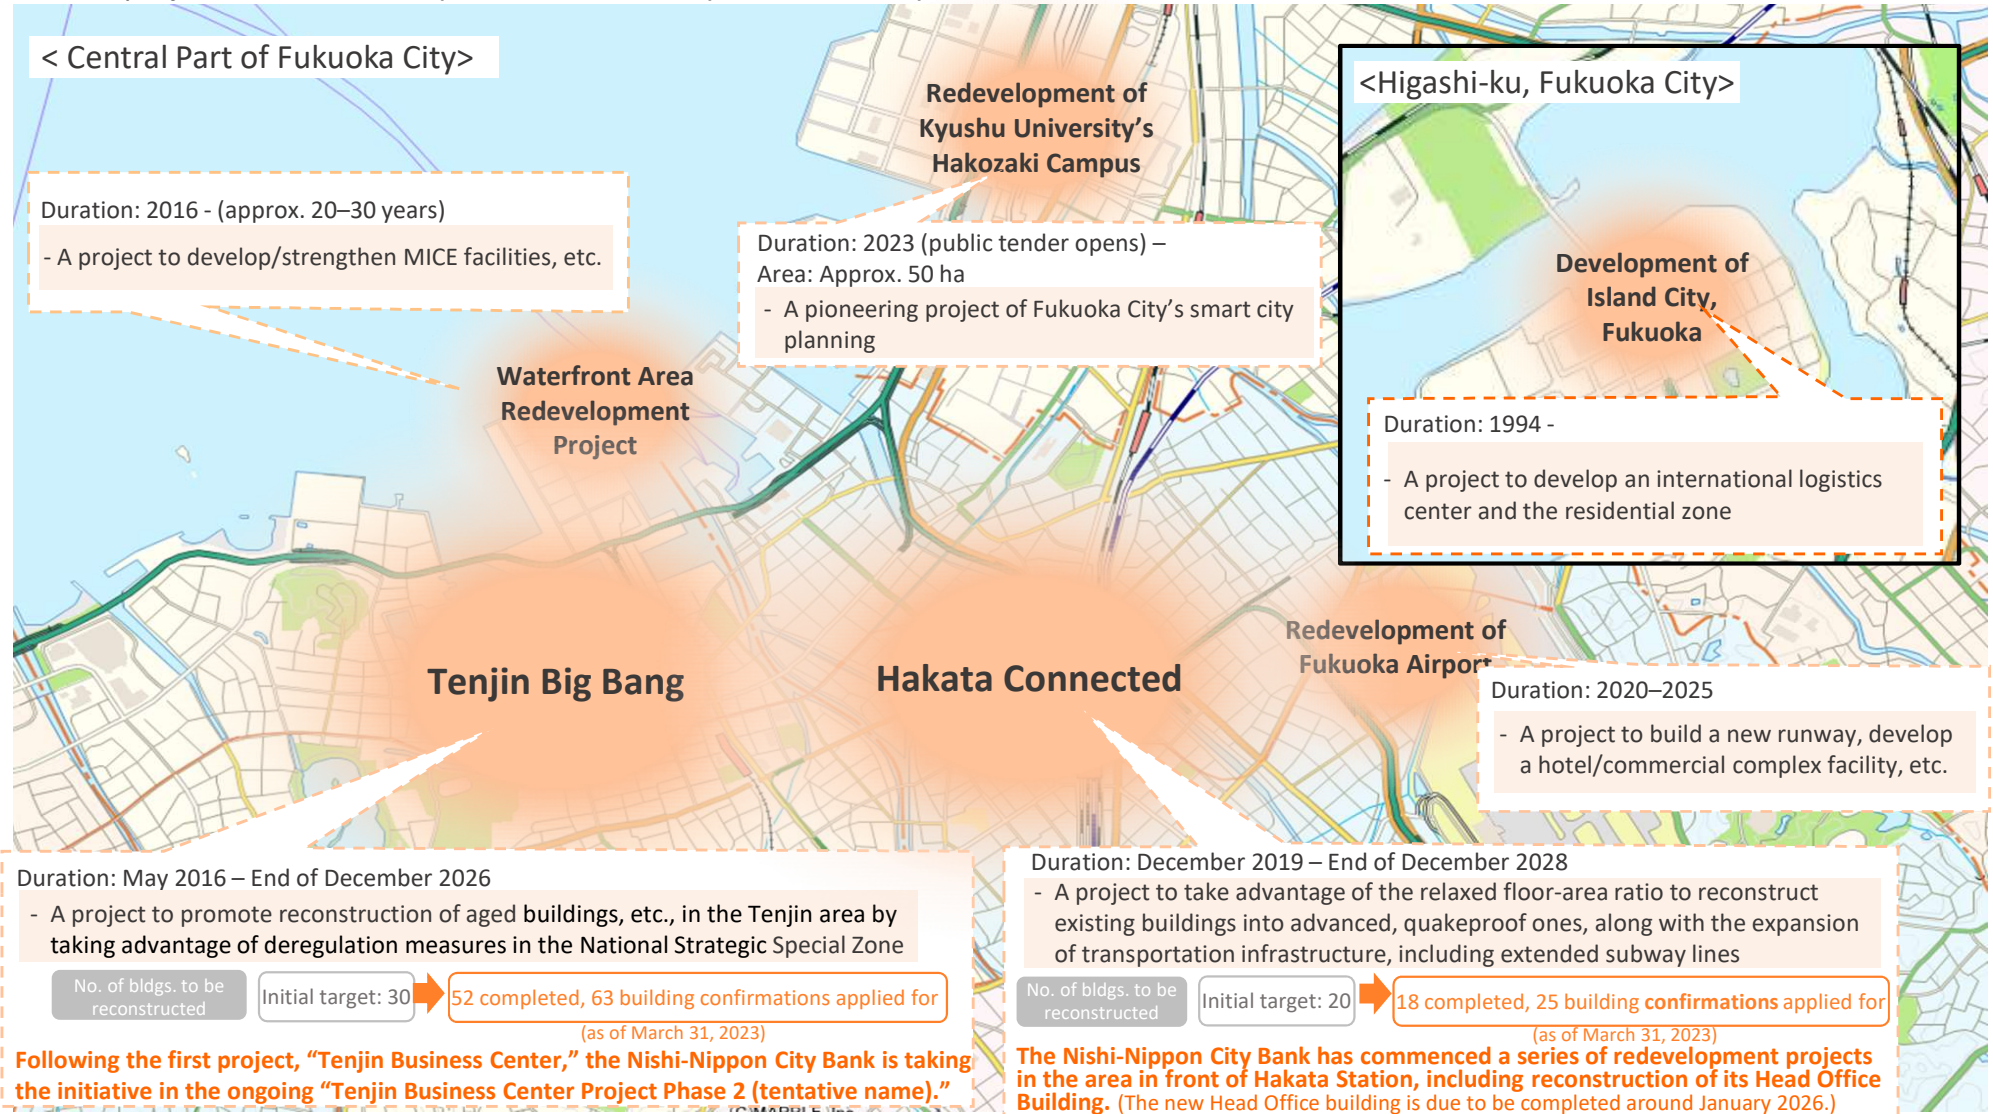 < Central Part of Fukuoka City>
Redevelopment of
Kyushu University's
Hakozaki Campus
<Higashi-ku, Fukuoka City>
Duration: 2016 - (approx. 20–30 years)
- A project to develop/strengthen MICE facilities, etc.
Duration: 2023 (public tender opens) –
Area: Approx. 50 ha
- A pioneering project of Fukuoka City's smart city
planning
Development of
Island City,
Fukuoka
Waterfront Area
Redevelopment
Project
Duration: 1994 -
- A project to develop an international logistics
center and the residential zone
Tenjin Big Bang
Hakata Connected
Redevelopment of
Fukuoka Airport
Duration: 2020–2025
- A project to build a new runway, develop
a hotel/commercial complex facility, etc.
Duration: May 2016 – End of December 2026
- A project to promote reconstruction of aged buildings, etc., in the Tenjin area by
taking advantage of deregulation measures in the National Strategic Special Zone
No. of bldgs. to be
reconstructed
Initial target: 30
52 completed, 63 building confirmations applied for
(as of March 31, 2023)
Following the first project, “Tenjin Business Center,” the Nishi-Nippon City Bank is taking
the initiative in the ongoing “Tenjin Business Center Project Phase 2 (tentative name).”
Duration: December 2019 – End of December 2028
- A project to take advantage of the relaxed floor-area ratio to reconstruct
existing buildings into advanced, quakeproof ones, along with the expansion
of transportation infrastructure, including extended subway lines
No. of bldgs. to be
reconstructed
Initial target: 20
18 completed, 25 building confirmations applied for
(as of March 31, 2023)
The Nishi-Nippon City Bank has commenced a series of redevelopment projects
in the area in front of Hakata Station, including reconstruction of its Head Office
Building. (The new Head Office building is due to be completed around January 2026.)